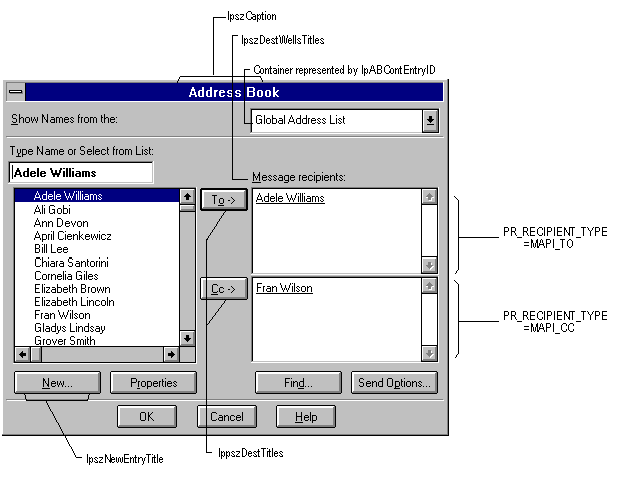 lpszCaption
lpszDestWellsTitles
Container represented by lpABContEntryID
Address Book
Show Names from the:
Global Address List
Type Name or Select from List:
Adele Williams
Message recipients:
Adele Williams
Ali Gobi
Ann Devon
April Cienkewicz
Bill Lee
Chiara Santorini
Cornelia Giles
Elizabeth Brown
Elizabeth Lincoln
Fran Wilson
Gladys Lindsay
Grover Smith
To ->
Adele Williams
PR_RECIPIENT_TYPE
=MAPI_TO
Cc ->
Fran Wilson
PR_RECIPIENT_TYPE
=MAPI_CC
New...
Properties
Find...
Send Options...
OK
Cancel
Help
lpszNewEntryTitle
lppszDestTitles